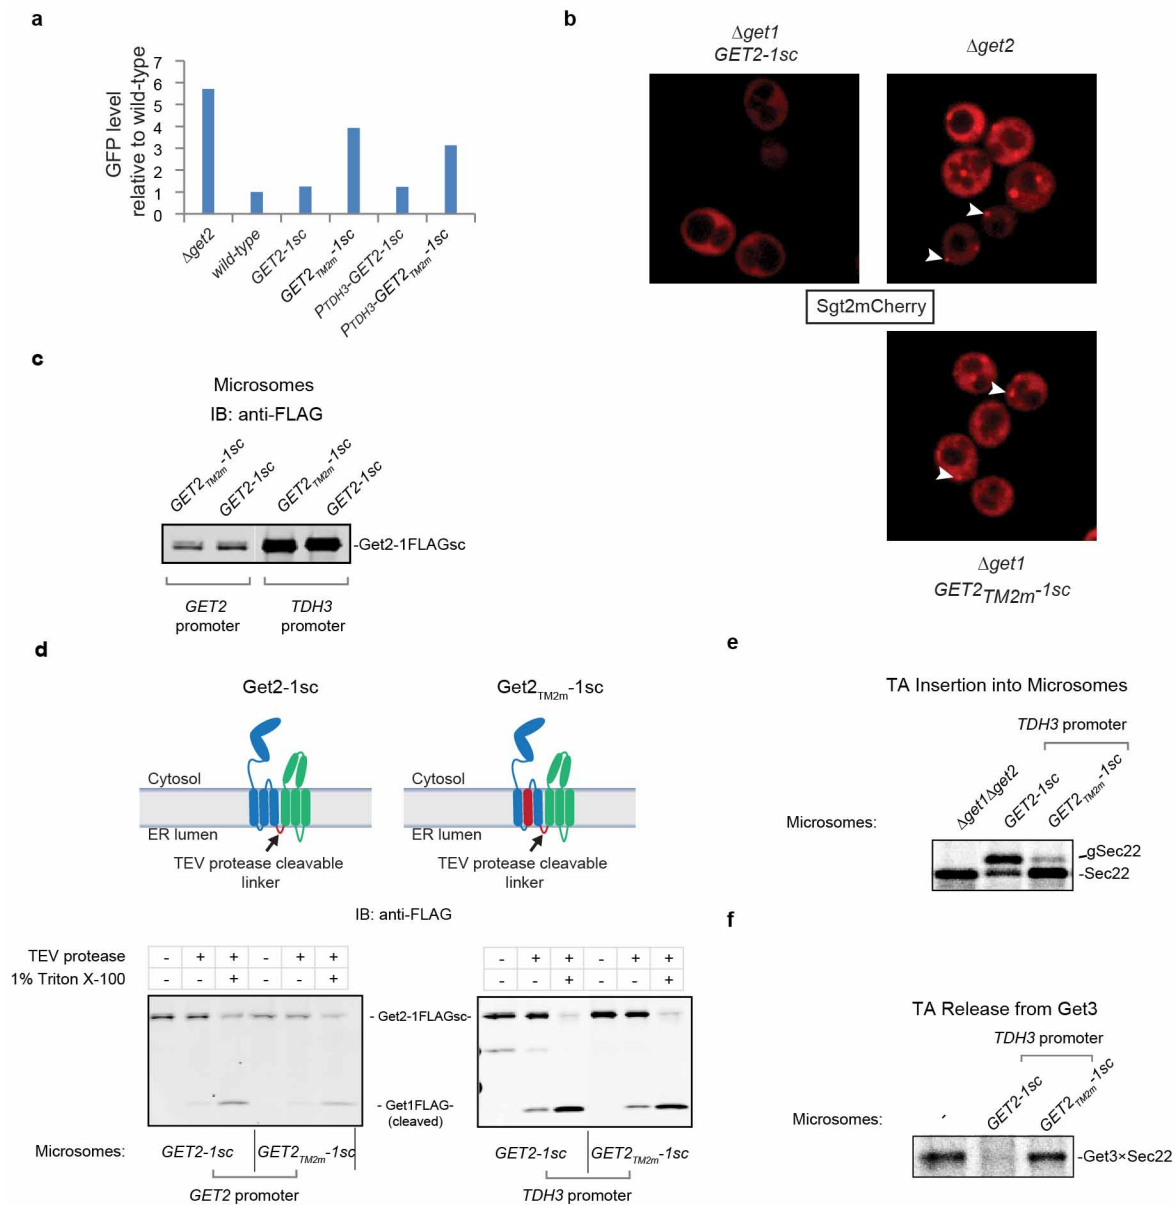 a
GFP level
relative to wild-type
7
6
5
4
3
2
1
0
Δget2
wild-type
GET2-1sc
GET2TM2m-1sc
PTDH3-GET2-1sc
PTDH3-GET2TM2m-1sc
b
Δget1
GET2-1sc
Δget2
Sgt2mCherry
Δget1
GET2TM2m-1sc
c
Microsomes
IB: anti-FLAG
GET2TM2m-1sc
GET2-1sc
GET2TM2m-1sc
GET2-1sc
-Get2-1FLAGsc
GET2
promoter
TDH3
promoter
d
Get2-1sc
Get2TM2m-1sc
Cytosol
ER lumen
TEV protease cleavable
linker
Cytosol
ER lumen
TEV protease cleavable
linker
IB: anti-FLAG
TEV protease - + + - + +
1% Triton X-100 - - + - - +
- + + - + +
- - + - - +
- Get2-1FLAGsc-
- Get1FLAG-
(cleaved)
Microsomes: GET2-1sc GET2TM2m-1sc
GET2 promoter
GET2-1sc GET2TM2m-1sc
TDH3 promoter
e
TA Insertion into Microsomes
TDH3 promoter
Microsomes:
Δget1Δget2
GET2-1sc
GET2TM2m-1sc
-gSec22
-Sec22
f
TA Release from Get3
TDH3 promoter
Microsomes:
-
GET2-1sc
GET2TM2m-1sc
-Get3×Sec22